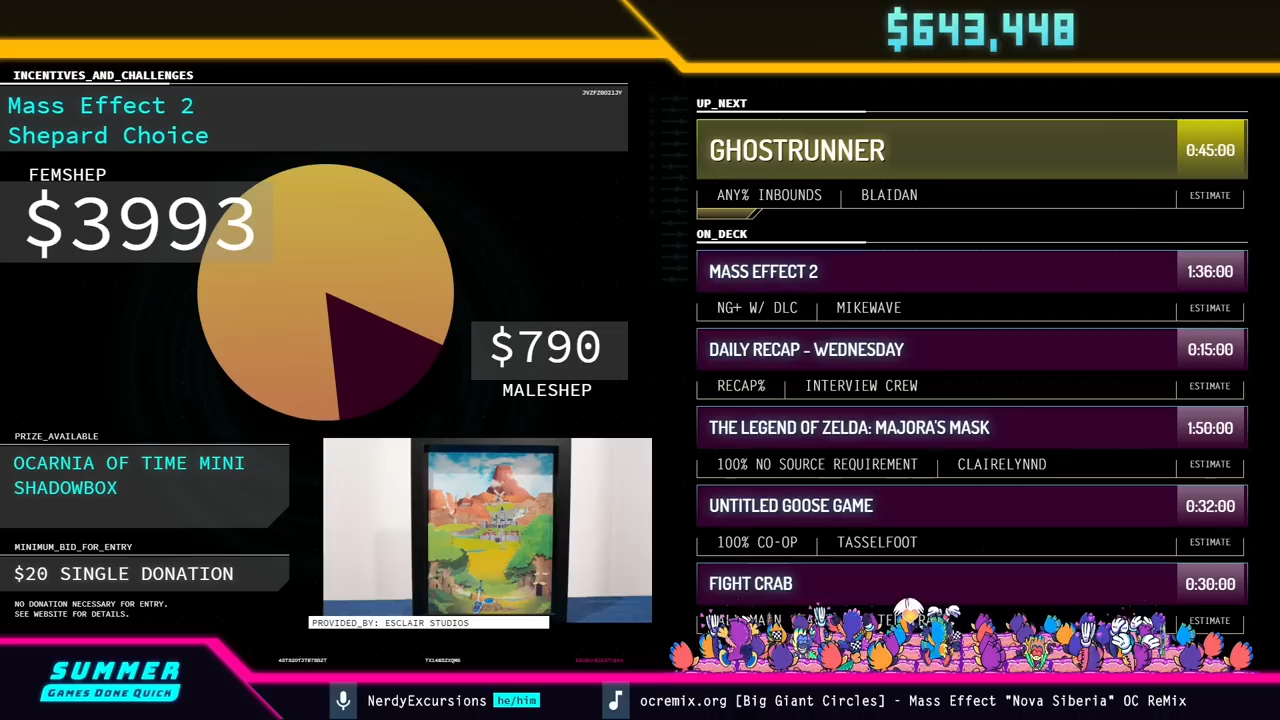 $643,448
INCENTIVES_AND_CHALLENGES
Mass Effect 2
Shepard Choice
FEMSHEP
$3993
$790
MALESHEP
PRIZE_AVAILABLE
OCARNIA OF TIME MINI
SHADOWBOX
MINIMUM_BID_FOR_ENTRY
$20 SINGLE DONATION
NO DONATION NECESSARY FOR ENTRY.
SEE WEBSITE FOR DETAILS.
PROVIDED_BY: ESCLAIR STUDIOS
UP_NEXT
GHOSTRUNNER 0:45:00
ANY% INBOUNDS BLAIDAN ESTIMATE
ON_DECK
MASS EFFECT 2 1:36:00
NG+ W/ DLC MIKEWAVE ESTIMATE
DAILY RECAP - WEDNESDAY 0:15:00
RECAP% INTERVIEW CREW ESTIMATE
THE LEGEND OF ZELDA: MAJORA'S MASK 1:50:00
100% NO SOURCE REQUIREMENT CLAIRELYNND ESTIMATE
UNTITLED GOOSE GAME 0:32:00
100% CO-OP TASSELFOOT ESTIMATE
FIGHT CRAB 0:30:00
ESTIMATE
SUMMER
GAMES DONE QUICK
NerdyExcursions he/him
ocremix.org [Big Giant Circles] - Mass Effect "Nova Siberia" OC ReMix